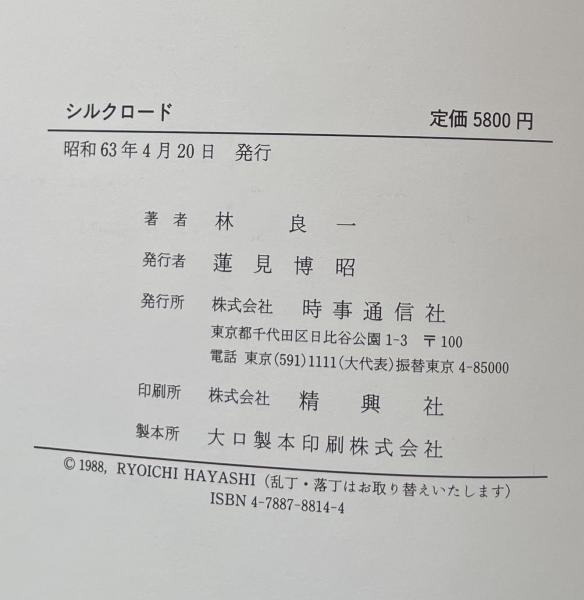 シルクロード 定価 5800 円
昭和 63 年 4 月 20 日 発行
著 者 林 良 一
発行者 蓮 見 博 昭
発行所 株式会社 時 事 通 信 社
東京都千代田区日比谷公園 1-3 〒 100
電話 東京(591)1111(大代表)振替東京 4-85000
印刷所 株式会社 精 興 社
製本所 大口製本印刷株式会社
© 1988, RYOICHI HAYASHI (乱丁・落丁はお取り替えいたします)
ISBN 4-7887-8814-4